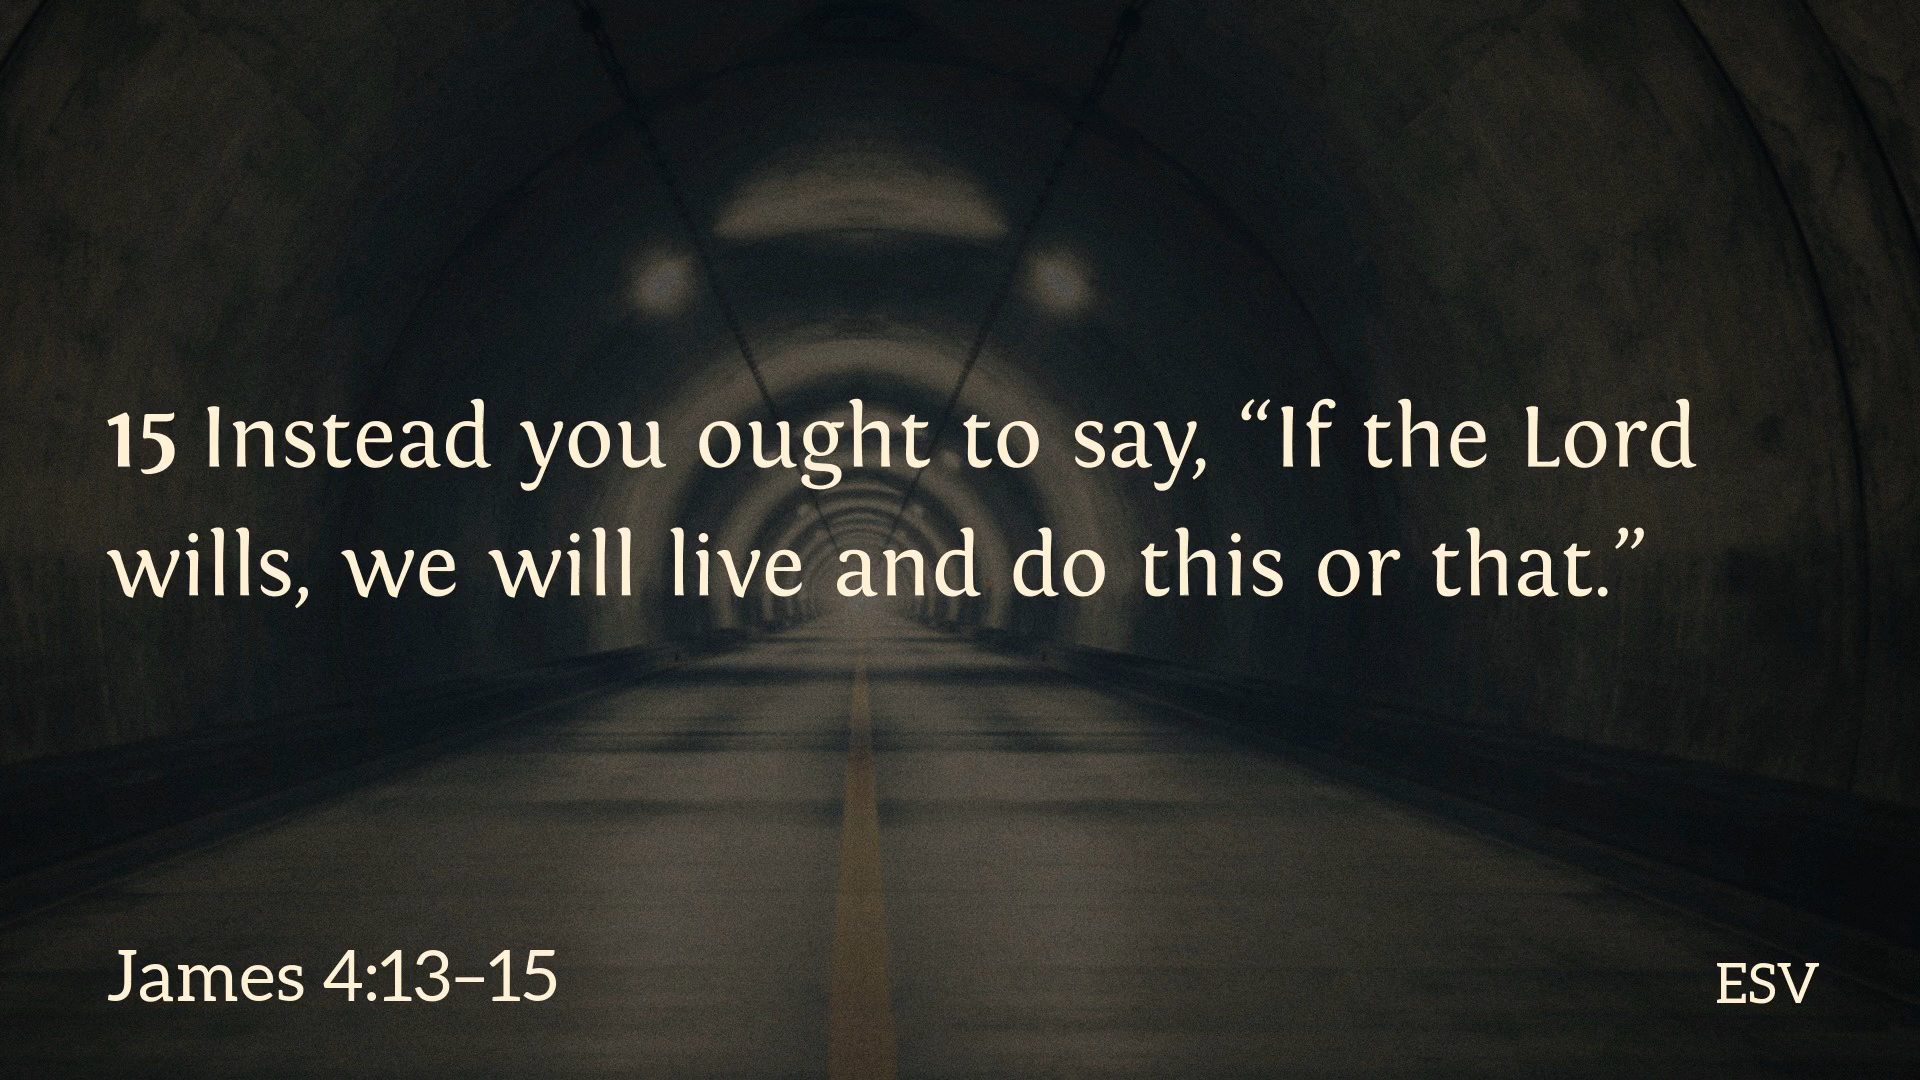 15 Instead you ought to say, “If the Lord
wills, we will live and do this or that.”
James 4:13–15
ESV